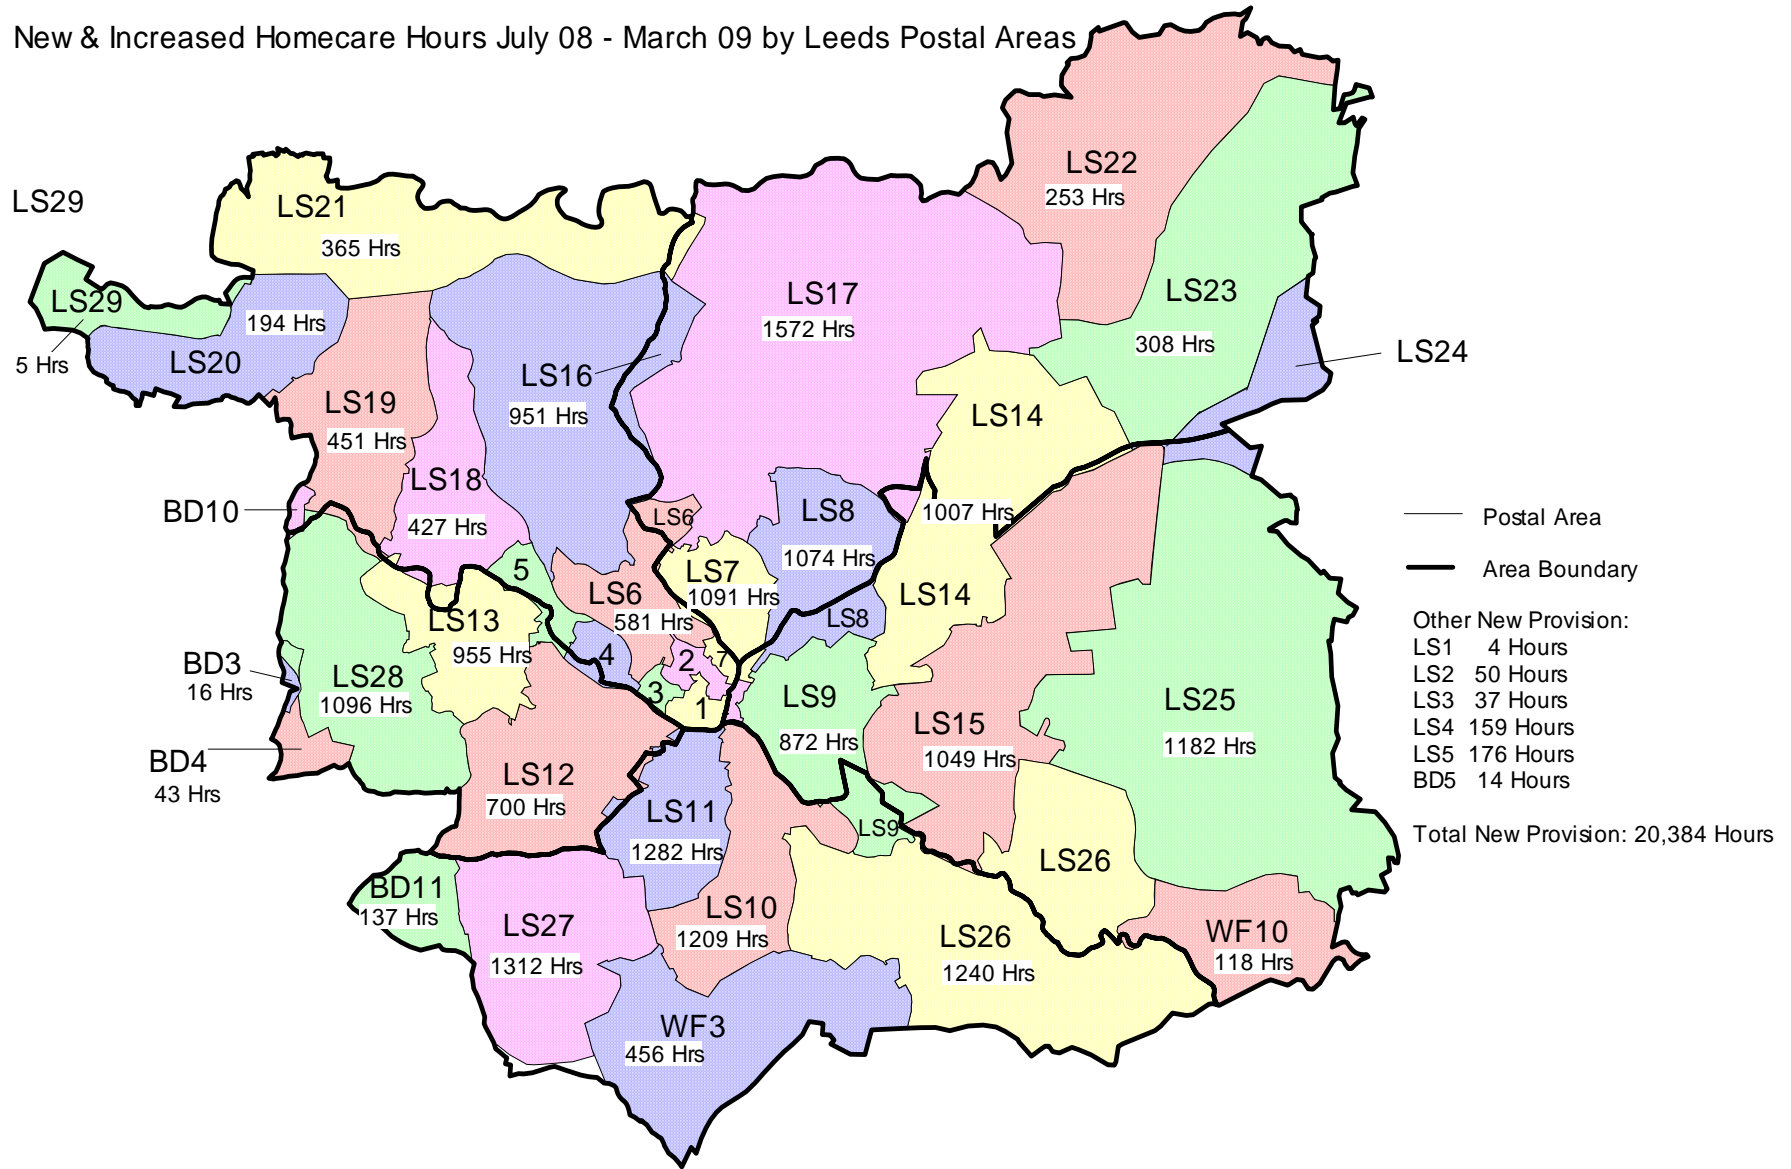 New & Increased Homecare Hours July 08 - March 09 by Leeds Postal Areas
LS22
253 Hrs
LS29
LS21
365 Hrs
LS29
5 Hrs
194 Hrs
LS20
LS17
1572 Hrs
LS23
308 Hrs
LS24
LS16
951 Hrs
LS19
451 Hrs
LS14
LS18
427 Hrs
BD10
LS6
LS8
1074 Hrs
1007 Hrs
Postal Area
Area Boundary
5
LS7
1091 Hrs
LS6
581 Hrs
LS14
LS8
LS13
955 Hrs
4
2
7
3
1
BD3
16 Hrs
LS28
1096 Hrs
LS9
872 Hrs
LS15
1049 Hrs
LS25
1182 Hrs
Other New Provision:
LS1 4 Hours
LS2 50 Hours
LS3 37 Hours
LS4 159 Hours
LS5 176 Hours
BD5 14 Hours
Total New Provision: 20,384 Hours
BD4
43 Hrs
LS12
700 Hrs
LS11
1282 Hrs
LS9
LS26
BD11
137 Hrs
LS27
1312 Hrs
LS10
1209 Hrs
LS26
1240 Hrs
WF10
118 Hrs
WF3
456 Hrs